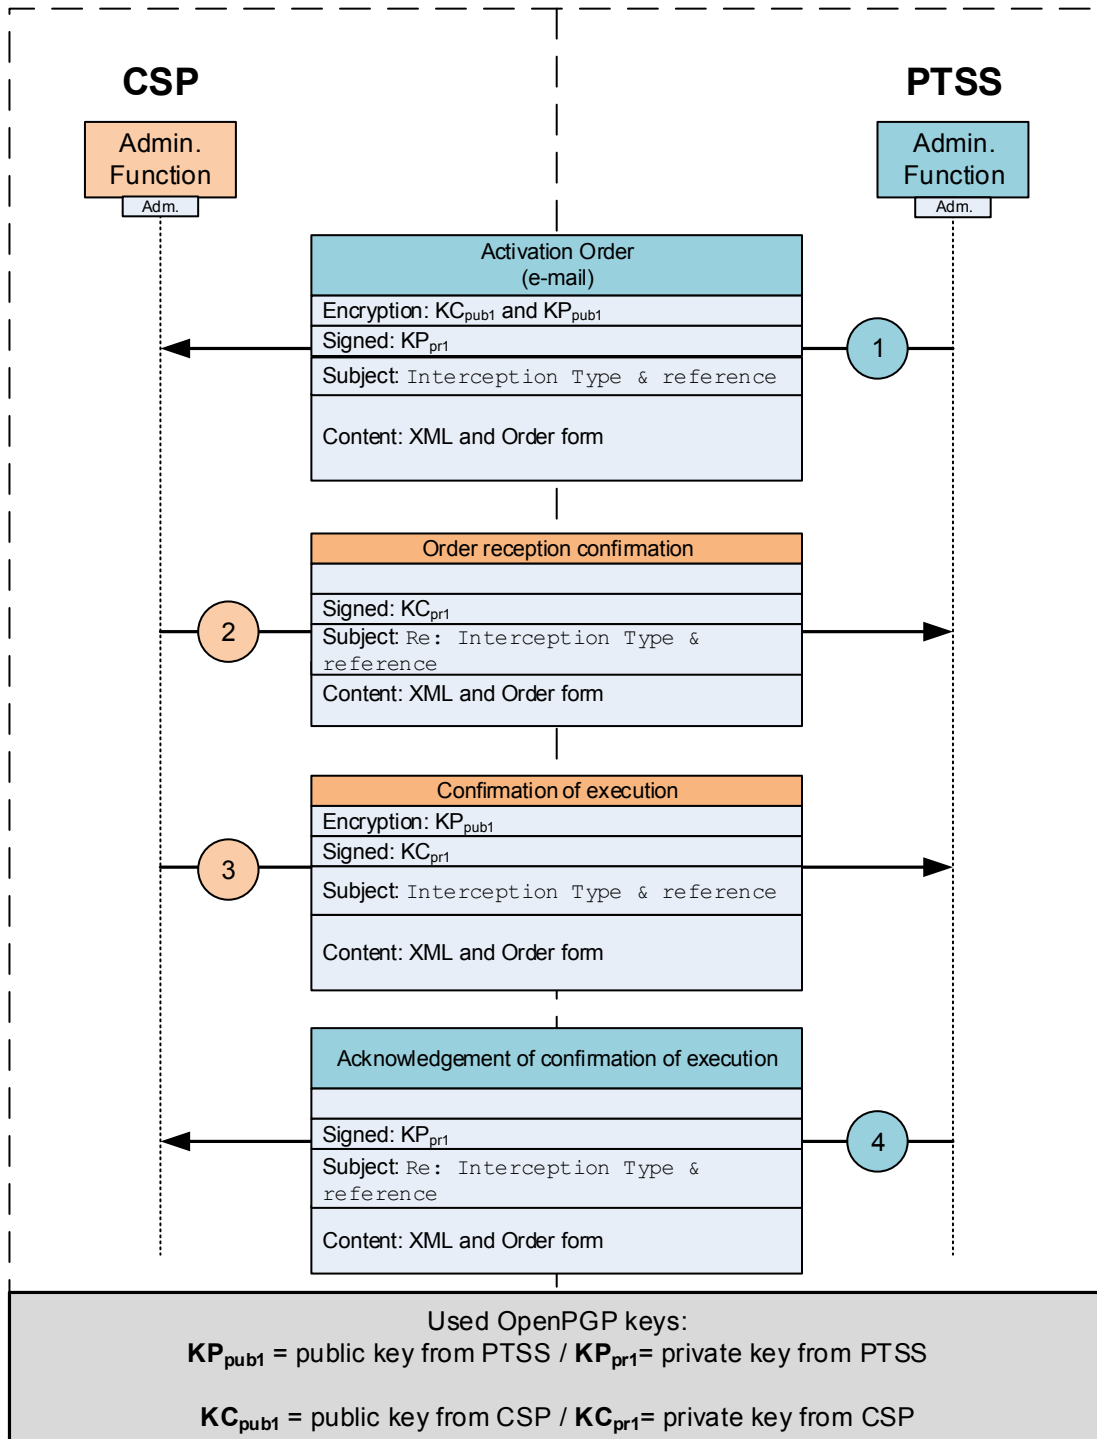 CSP
PTSS
Admin.
Function
Adm.
Admin.
Function
Adm.
Activation Order
(e-mail)
Encryption: KCpub1 and KPpub1
Signed: KPpr1
1
Subject: Interception Type & reference
Content: XML and Order form
Order reception confirmation
Signed: KCpr1
2
Subject: Re: Interception Type &
reference
Content: XML and Order form
Confirmation of execution
Encryption: KPpub1
Signed: KCpr1
3
Subject: Interception Type & reference
Content: XML and Order form
Acknowledgement of confirmation of execution
Signed: KPpr1
4
Subject: Re: Interception Type &
reference
Content: XML and Order form
Used OpenPGP keys:
KPpub1 = public key from PTSS / KPpr1= private key from PTSS
KCpub1 = public key from CSP / KCpr1= private key from CSP